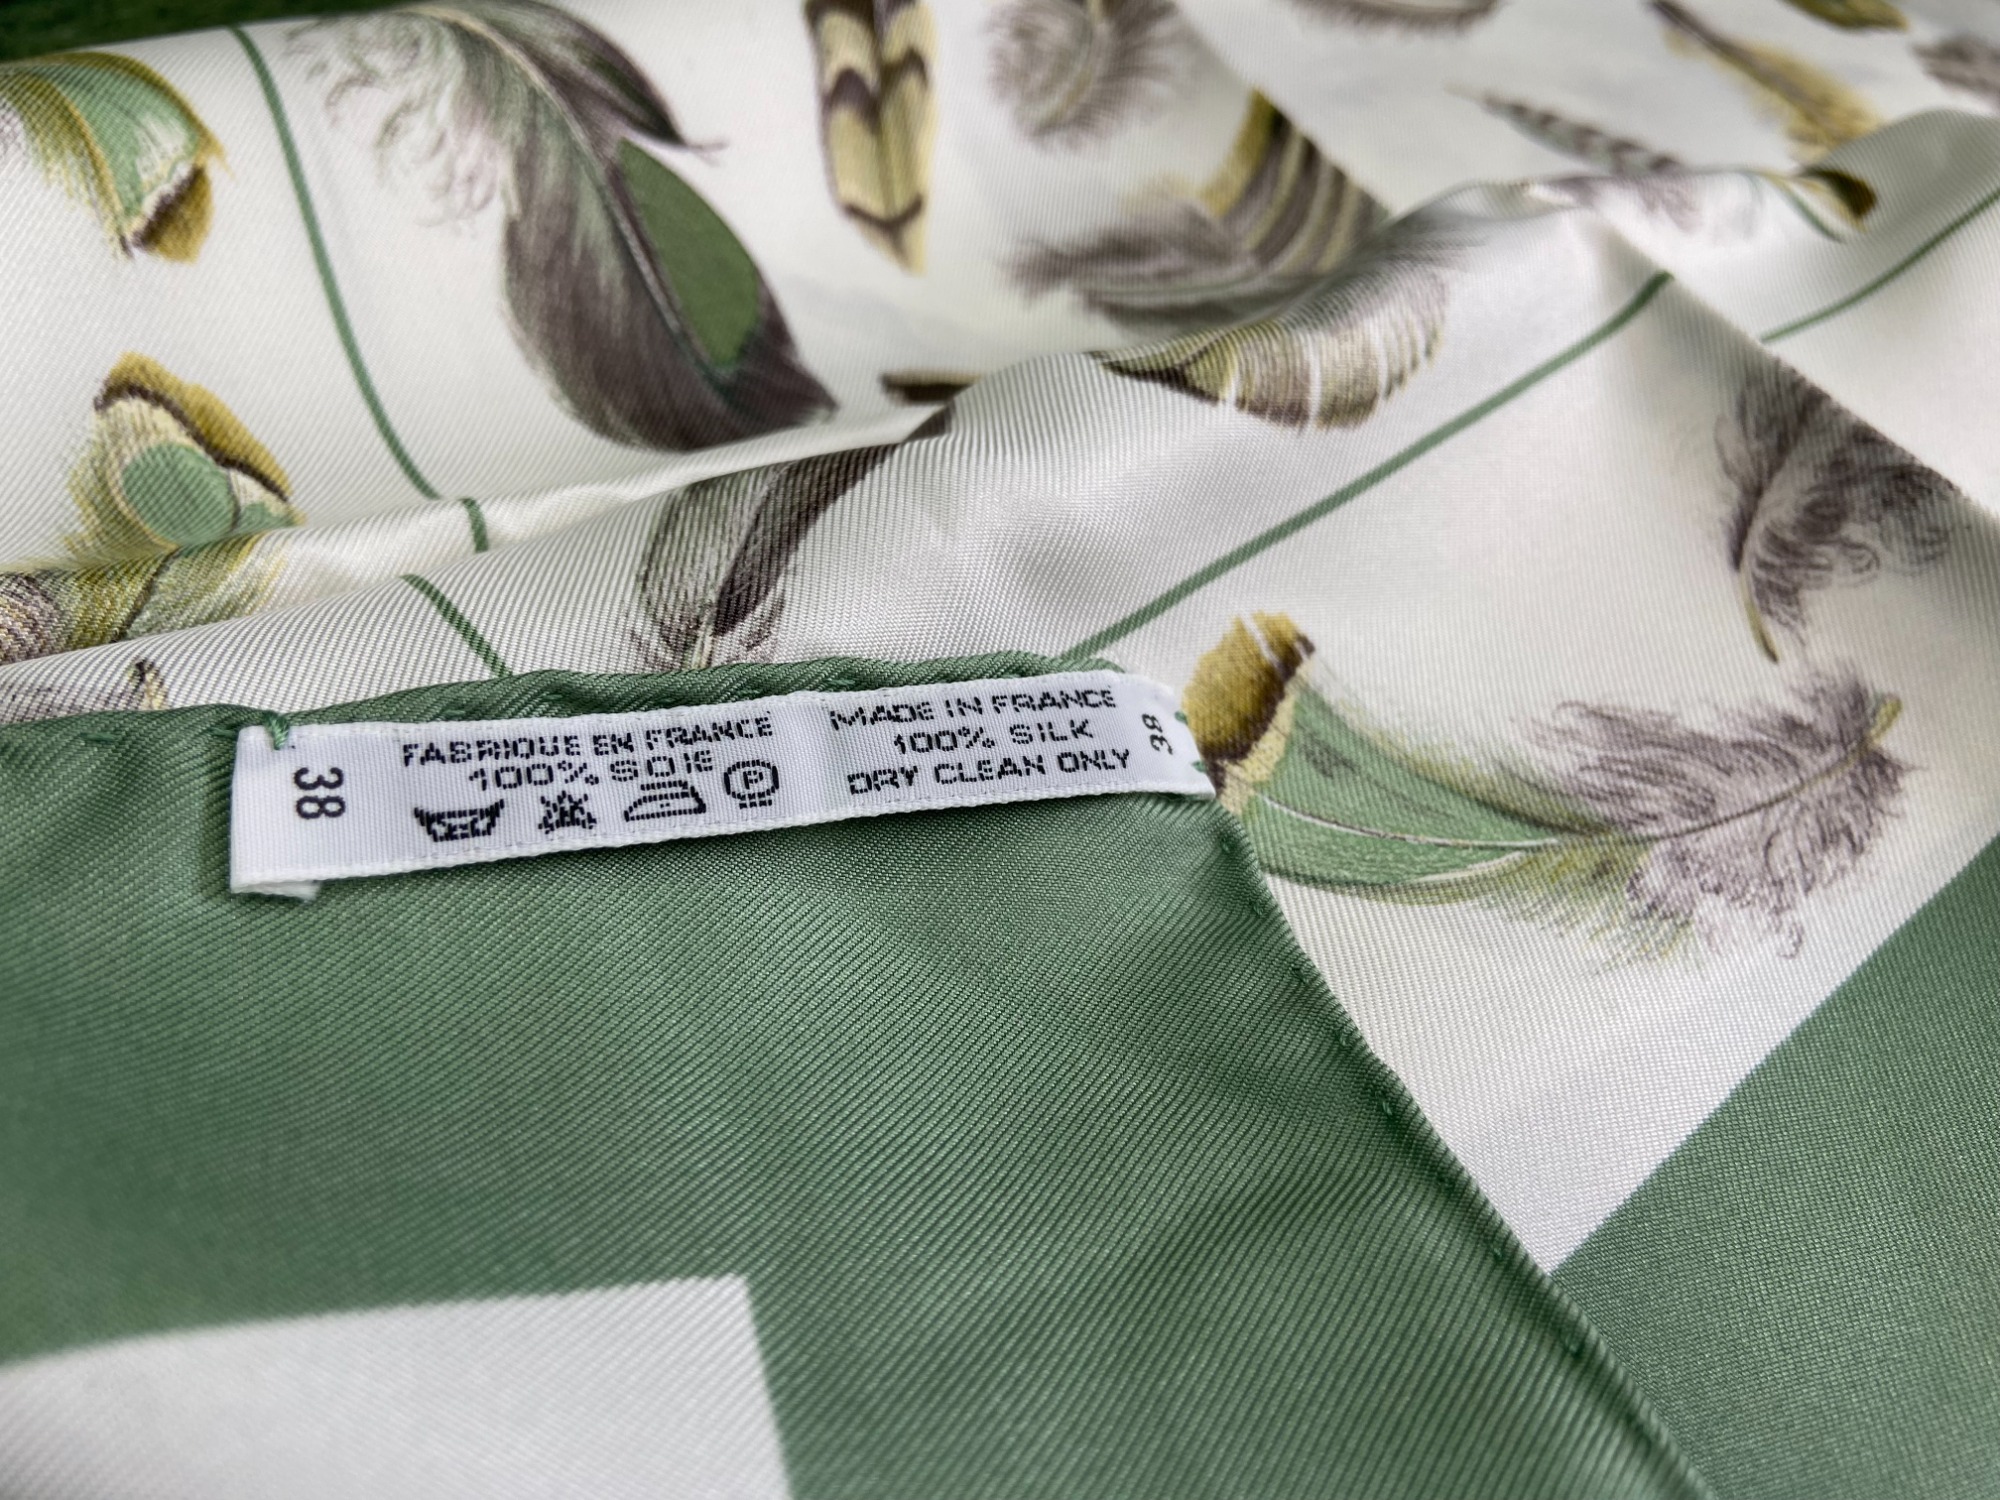 38
FABRIQUE EN FRANCE
100% SOIE
P
MADE IN FRANCE
100% SILK
DRY CLEAN ONLY
38